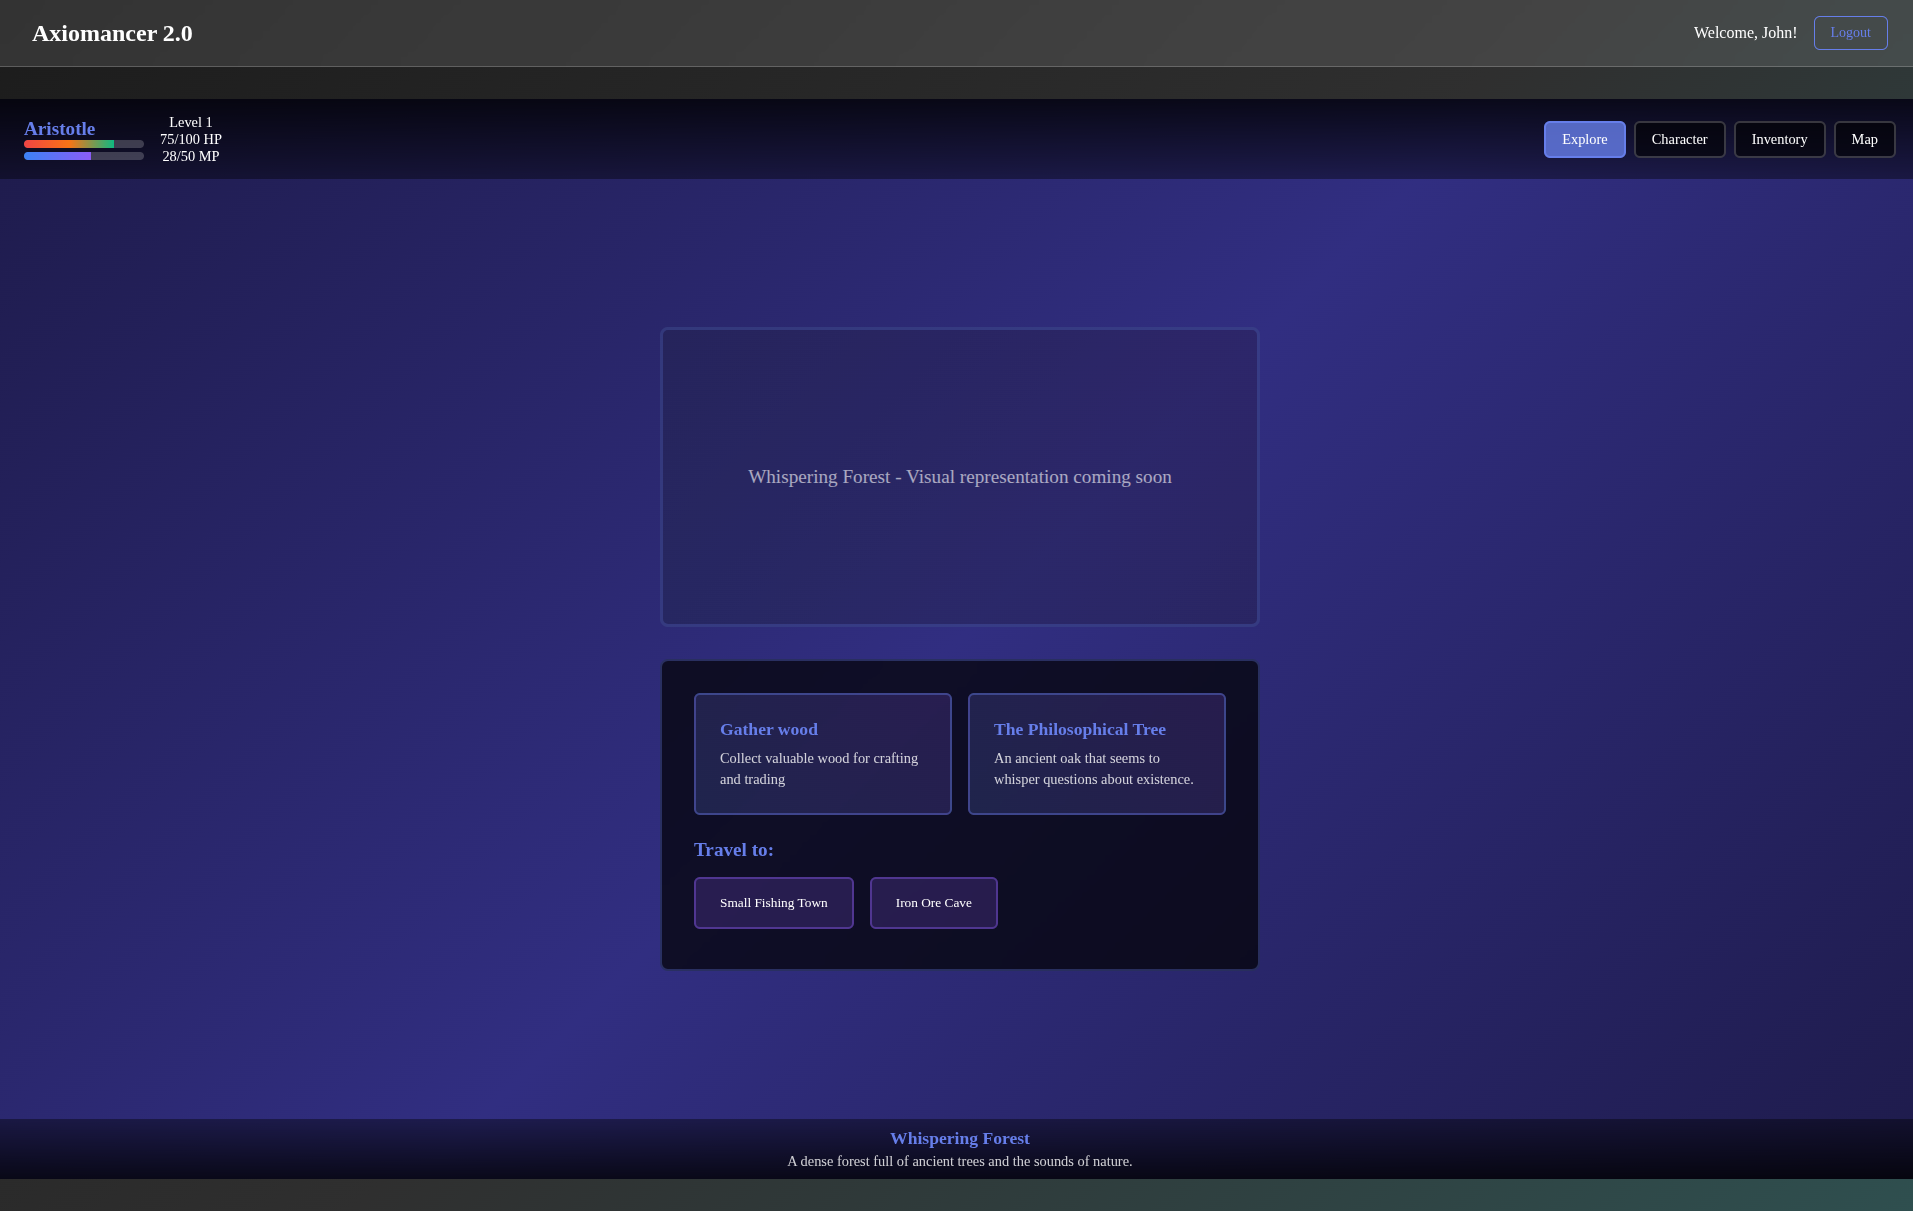 Axiomancer 2.0
Welcome, John!
Logout
Aristotle
Level 1
75/100 HP
28/50 MP
Explore
Character
Inventory
Map
Whispering Forest - Visual representation coming soon
Gather wood
Collect valuable wood for crafting
and trading
The Philosophical Tree
An ancient oak that seems to
whisper questions about existence.
Travel to:
Small Fishing Town
Iron Ore Cave
Whispering Forest
A dense forest full of ancient trees and the sounds of nature.